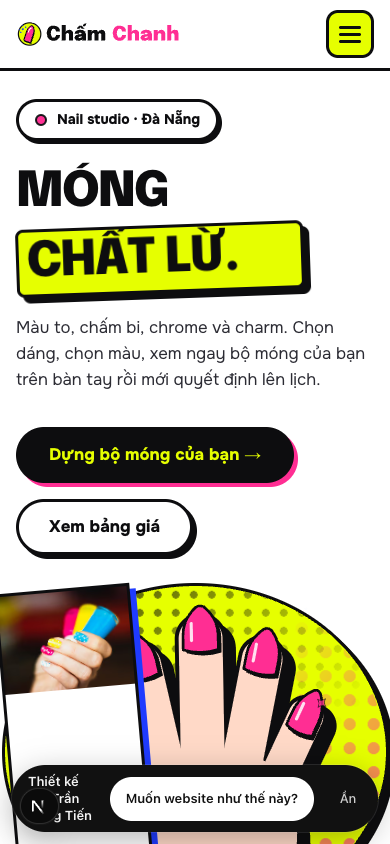 Chấm Chanh
Nail studio · Đà Nẵng
MÓNG
CHẤT LỪ.
Màu to, chấm bi, chrome và charm. Chọn
dáng, chọn màu, xem ngay bộ móng của bạn
trên bàn tay rồi mới quyết định lên lịch.
Dựng bộ móng của bạn →
Xem bảng giá
Thiết kế
Trần
Tiến
Muốn website như thế này?
Ẩn
N